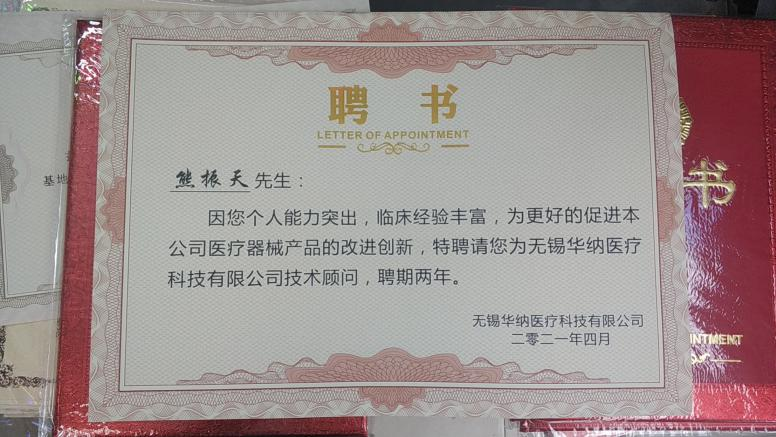 聘 书
LETTER OF APPOINTMENT
熊振天 先生：
因您个人能力突出，临床经验丰富，为更好的促进本
公司医疗器械产品的改进创新，特聘请您为无锡华纳医疗
科技有限公司技术顾问，聘期两年。
无锡华纳医疗科技有限公司
二零二一年四月
基地
书
INTMENT